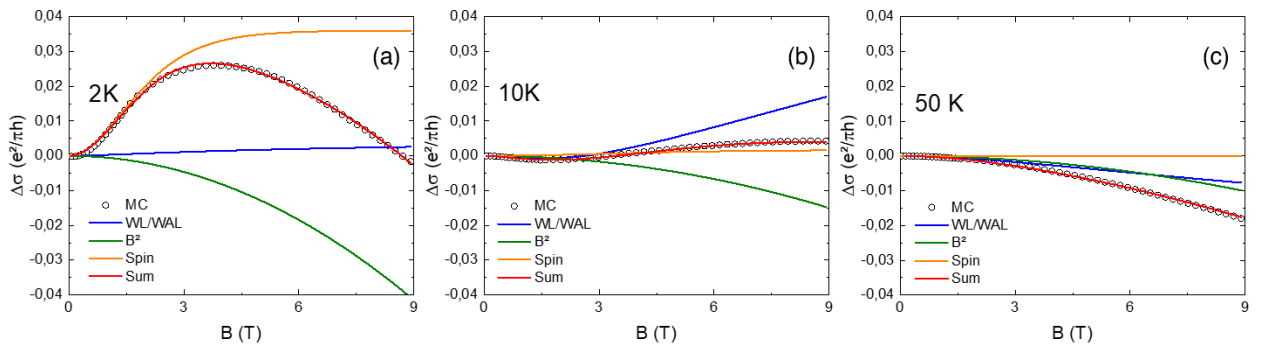 0,04
0,03
0,02
0,01
0,00
-0,01
-0,02
-0,03
-0,04
Δσ (e²/πh)
(a)
2K
MC
WL/WAL
B²
Spin
Sum
0 3 6 9
B (T)
0,04
0,03
0,02
0,01
0,00
-0,01
-0,02
-0,03
-0,04
Δσ (e²/πh)
(b)
10K
MC
WL/WAL
B²
Spin
Sum
0 3 6 9
B (T)
0,04
0,03
0,02
0,01
0,00
-0,01
-0,02
-0,03
-0,04
Δσ (e²/πh)
(c)
50 K
MC
WL/WAL
B²
Spin
Sum
0 3 6 9
B (T)